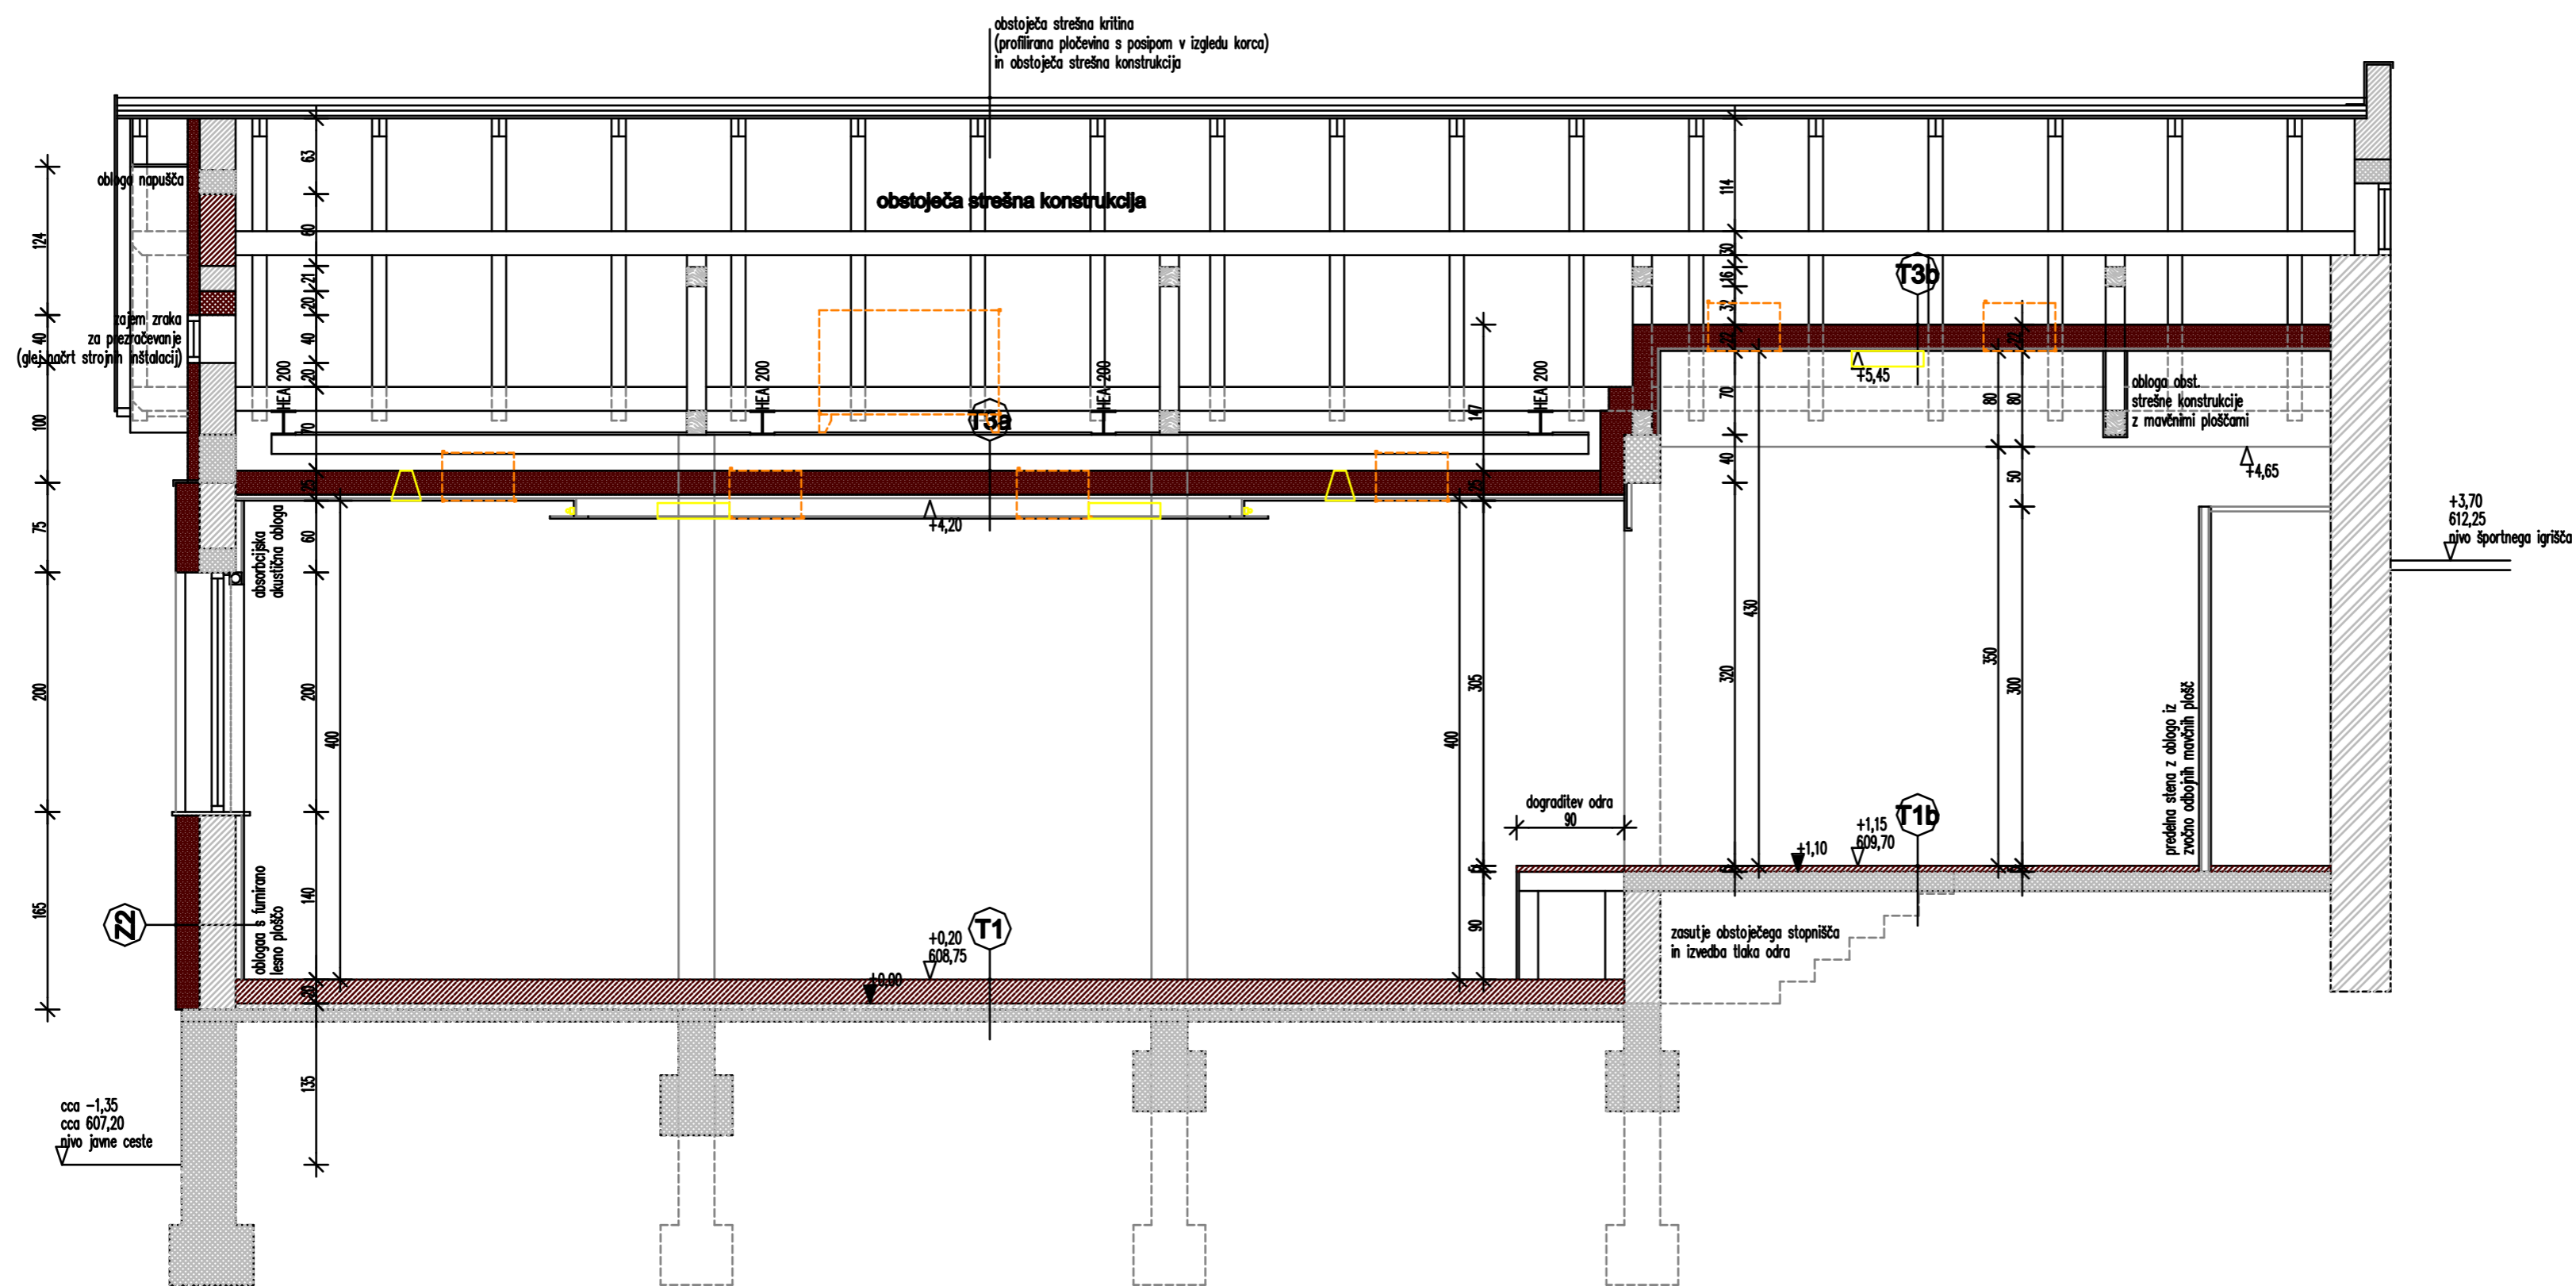 obstoječa strešna kritina
(profilirana pločevina s posipom v izgledu korca)
in obstoječa strešna konstrukcija
obloga napušča
obstoječa strešna konstrukcija
zajem zraka
za prezračevanje
(glej načrt strojnih inštalacij)
HEA 200
HEA 200
HEA 200
HEA 200
T3a
T3b
+5,45
obloga obst.
strešne konstrukcije
z mavčnimi ploščami
+4,65
+4,20
+3,70
612,25
nivo športnega igrišča
absorbcijska
akustična obloga
124
40
100
75
200
165
63
60
21
20
40
20
70
25
60
200
140
20
135
400
400
147
25
305
5
90
114
30
16
32
22
70
40
320
5
430
80
350
22
80
50
300
5
dograditev odra
90
predelna stena z oblogo iz
zvočno odbojnih mavčnih plošč
T1b
+1,15
609,70
+1,10
Z2
oblogaa s furnirano
lesno ploščo
T1
+0,20
608,75
±0.00
zasutje obstoječega stopnišča
in izvedba tlaka odra
cca -1,35
cca 607,20
nivo javne ceste